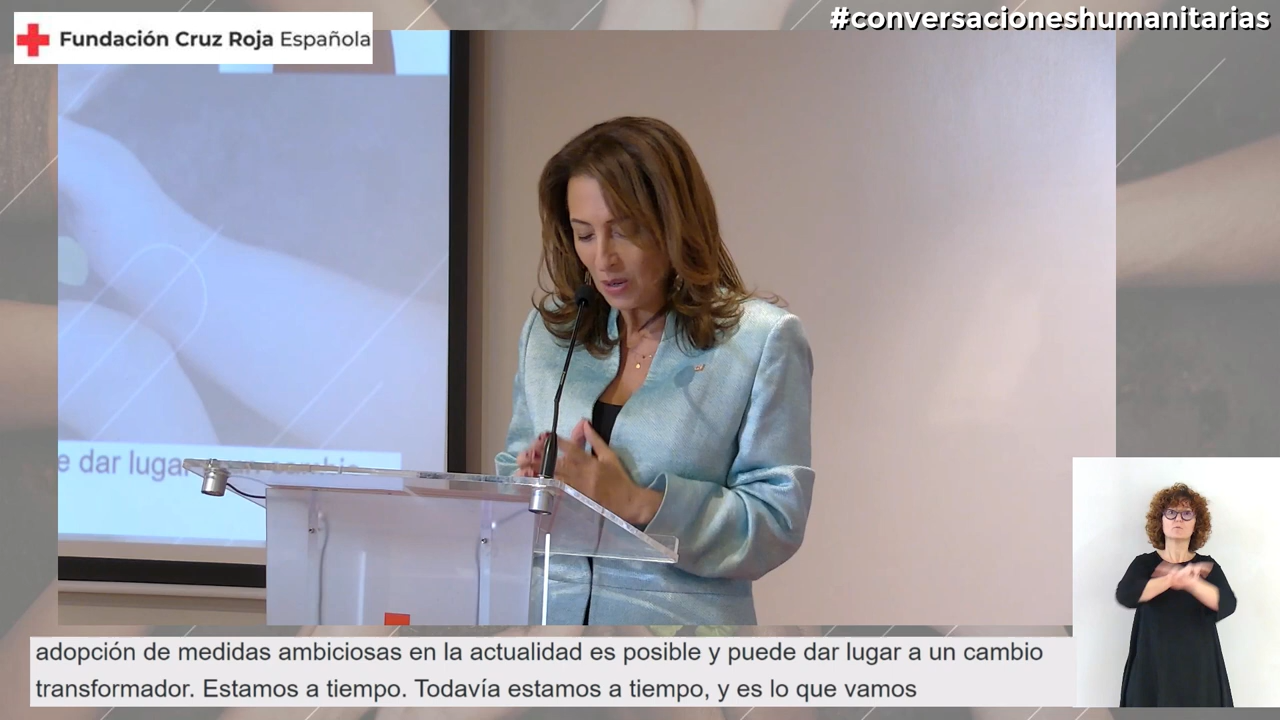 #conversacioneshumanitarias
Fundación Cruz Roja Española
e dar lugar
adopción de medidas ambiciosas en la actualidad es posible y puede dar lugar a un cambio
transformador. Estamos a tiempo. Todavía estamos a tiempo, y es lo que vamos